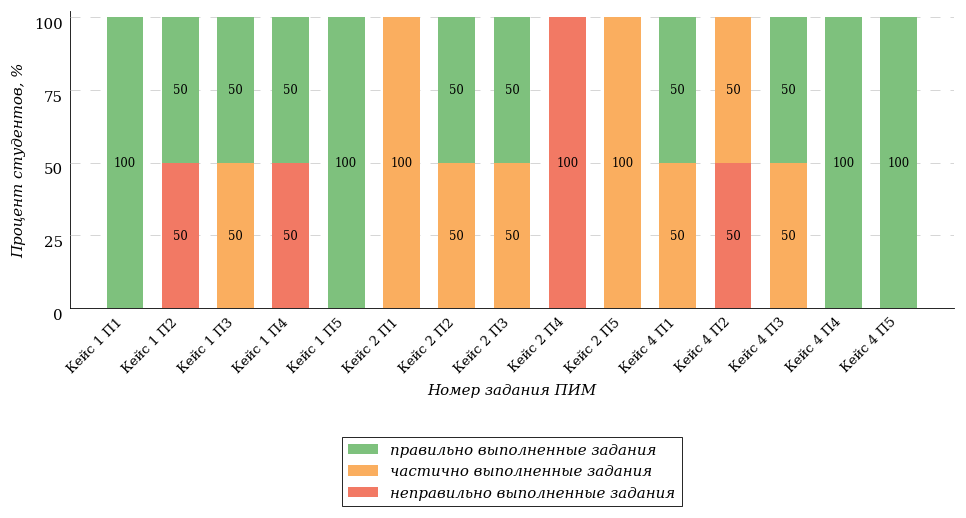 Процент студентов, %
100
75
50
25
0
50 50 50 50 50 50 50 50
100 100 100 100 100 100 100
50 50 50 50 50 50 50 50
Кейс 1 П1
Кейс 1 П2
Кейс 1 П3
Кейс 1 П4
Кейс 1 П5
Кейс 2 П1
Кейс 2 П2
Кейс 2 П3
Кейс 2 П4
Кейс 2 П5
Кейс 4 П1
Кейс 4 П2
Кейс 4 П3
Кейс 4 П4
Кейс 4 П5
Номер задания ПИМ
правильно выполненные задания
частично выполненные задания
неправильно выполненные задания